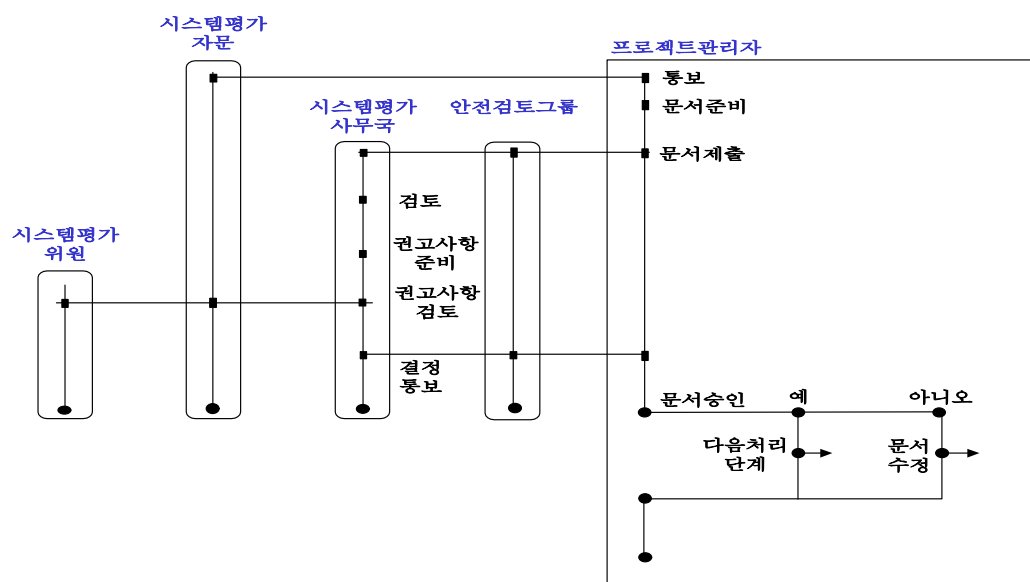 시스템평가
자문
프로젝트관리자
통보
시스템평가
사무국
안전검토그룹
문서준비
문서제출
검토
시스템평가
위원
권고사항
준비
권고사항
검토
결정
통보
문서승인
예
아니오
다음처리
단계
문서
수정